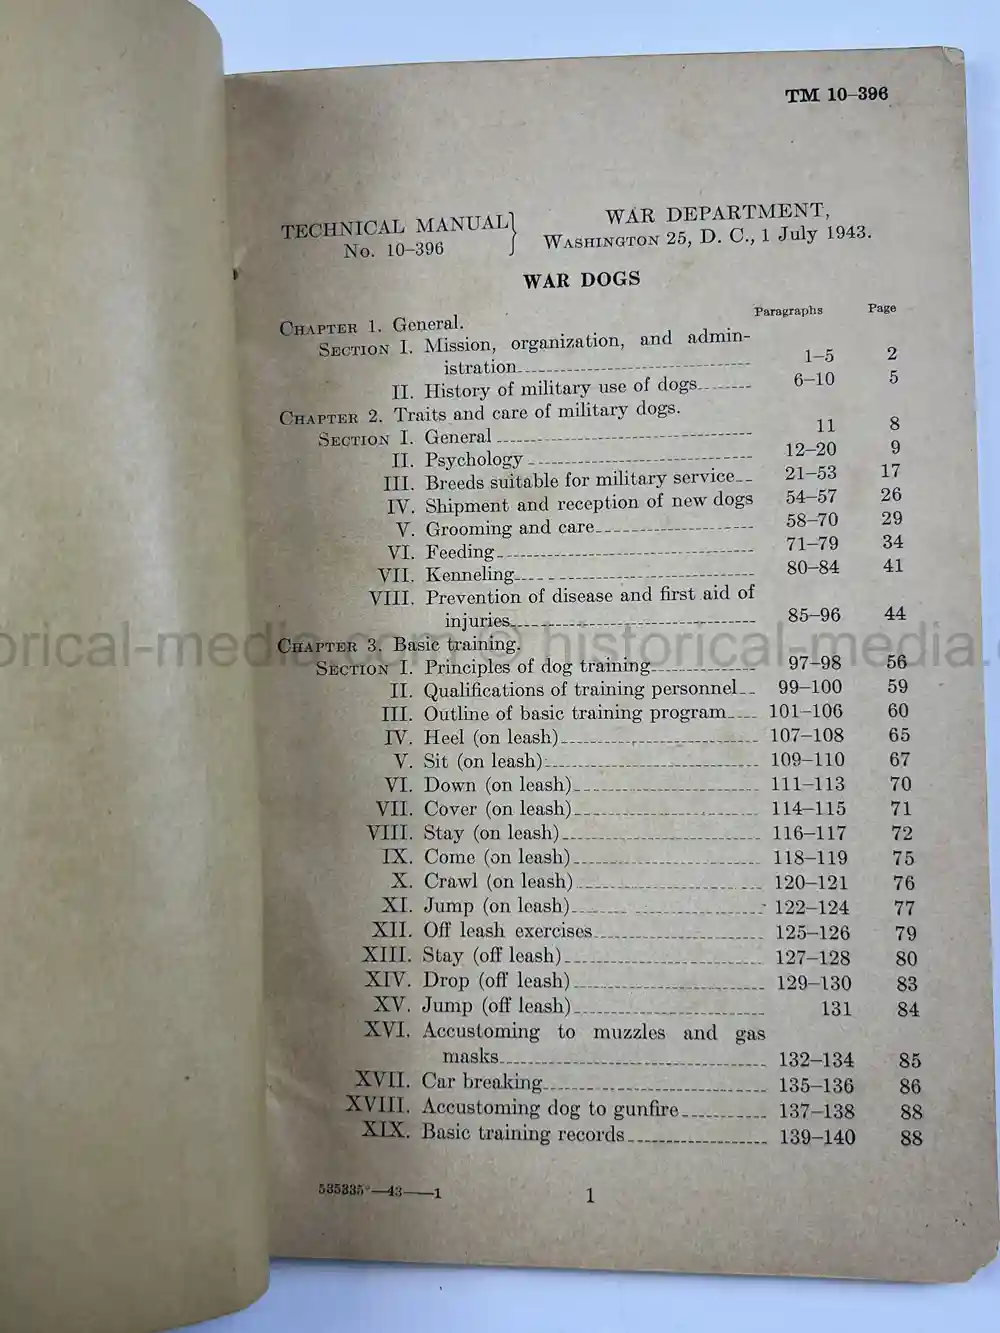 TM 10–396
TECHNICAL MANUAL} WAR DEPARTMENT,
No. 10–396 WASHINGTON 25, D. C., 1 July 1943.
WAR DOGS
Paragraphs Page
CHAPTER 1. General.
SECTION I. Mission, organization, and admin-
istration 1–5 2
II. History of military use of dogs 6–10 5
CHAPTER 2. Traits and care of military dogs.
SECTION I. General 11 8
II. Psychology 12–20 9
III. Breeds suitable for military service 21–53 17
IV. Shipment and reception of new dogs 54–57 26
V. Grooming and care 58–70 29
VI. Feeding 71–79 34
VII. Kenneling 80–84 41
VIII. Prevention of disease and first aid of
injuries 85–96 44
CHAPTER 3. Basic training.
SECTION I. Principles of dog training 97–98 56
II. Qualifications of training personnel 99–100 59
III. Outline of basic training program 101–106 60
IV. Heel (on leash) 107–108 65
V. Sit (on leash) 109–110 67
VI. Down (on leash) 111–113 70
VII. Cover (on leash) 114–115 71
VIII. Stay (on leash) 116–117 72
IX. Come (on leash) 118–119 75
X. Crawl (on leash) 120–121 76
XI. Jump (on leash) 122–124 77
XII. Off leash exercises 125–126 79
XIII. Stay (off leash) 127–128 80
XIV. Drop (off leash) 129–130 83
XV. Jump (off leash) 131 84
XVI. Accustoming to muzzles and gas
masks 132–134 85
XVII. Car breaking 135–136 86
XVIII. Accustoming dog to gunfire 137–138 88
XIX. Basic training records 139–140 88
535335°—43——1 1
orical-media.com © historical-media.c